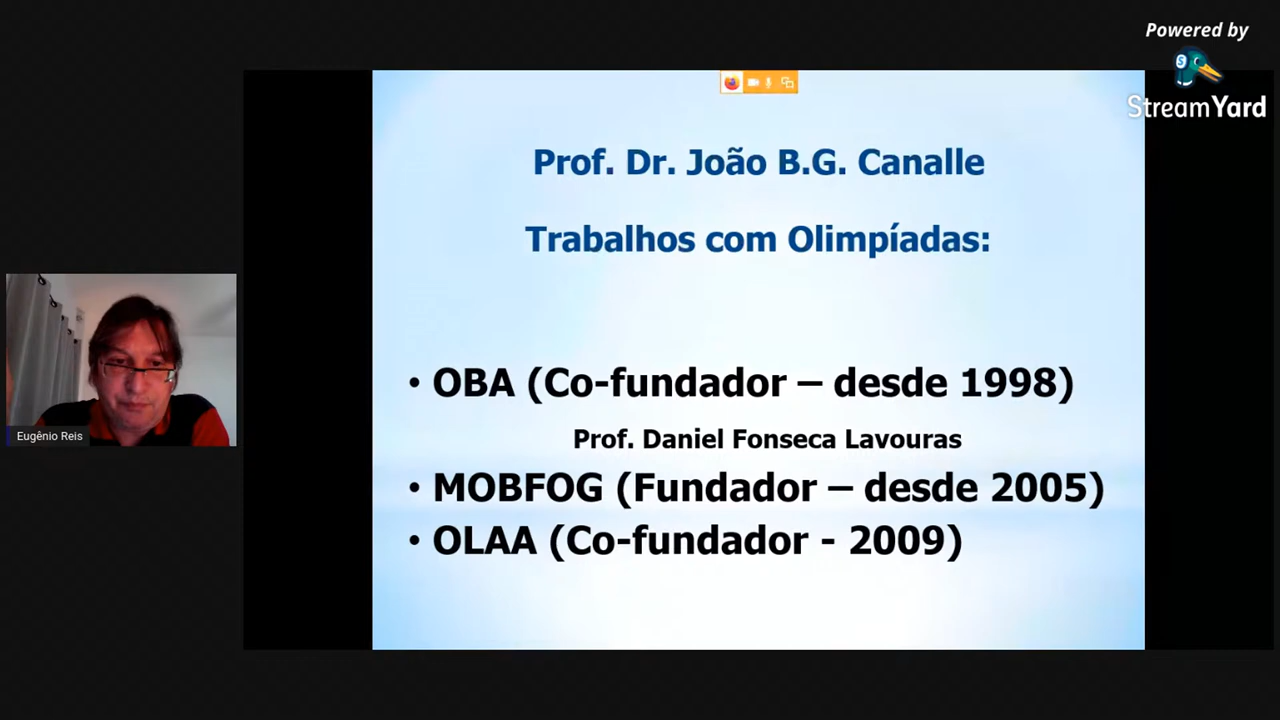 Powered by
StreamYard
Prof. Dr. João B.G. Canalle
Trabalhos com Olimpíadas:
• OBA (Co-fundador – desde 1998)
Prof. Daniel Fonseca Lavouras
• MOBFOG (Fundador – desde 2005)
• OLAA (Co-fundador - 2009)
Eugênio Reis